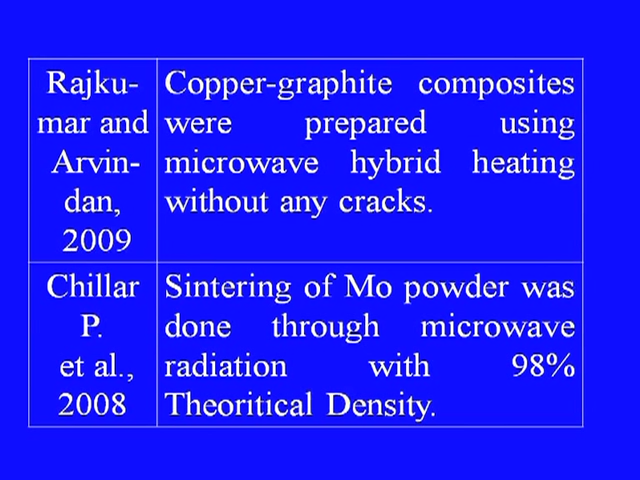 Rajku-
mar and
Arvin-
dan,
2009
Copper-graphite composites
were prepared using
microwave hybrid heating
without any cracks.
Chillar
P.
et al.,
2008
Sintering of Mo powder was
done through microwave
radiation with 98%
Theoritical Density.